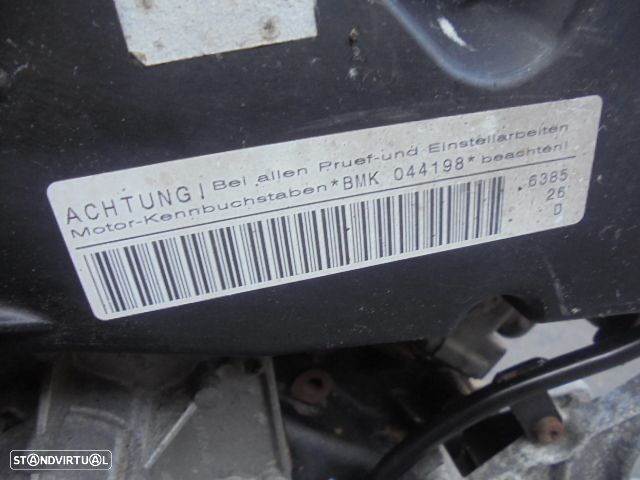 ACHTUNG! Bei allen Pruef-und Einstellarbeiten
Motor-Kennbuchstaben*BMK 044198* beachten!
6385
26
D
STANDVIRTUAL